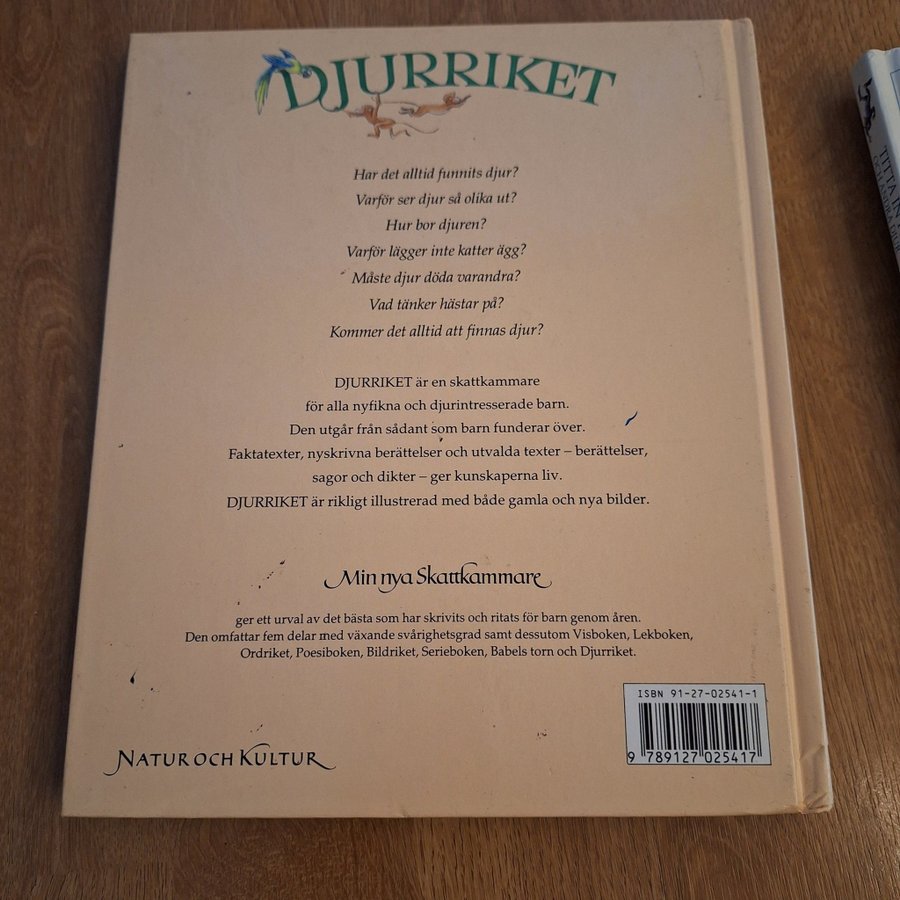 DJURRIKET
Har det alltid funnits djur?
Varför ser djur så olika ut?
Hur bor djuren?
Varför lägger inte katter ägg?
Måste djur döda varandra?
Vad tänker hästar på?
Kommer det alltid att finnas djur?
DJURRIKET är en skattkammare
för alla nyfikna och djurintresserade barn.
Den utgår från sådant som barn funderar över.
Faktatexter, nyskrivna berättelser och utvalda texter – berättelser,
sagor och dikter – ger kunskaperna liv.
DJURRIKET är rikligt illustrerad med både gamla och nya bilder.
Min nya Skattkammare
ger ett urval av det bästa som har skrivits och ritats för barn genom åren.
Den omfattar fem delar med växande svårighetsgrad samt dessutom Visboken, Lekboken,
Ordriket, Poesiboken, Bildriket, Serieboken, Babels torn och Djurriket.
NATUR OCH KULTUR
ISBN 91-27-02541-1
9 789127 025417
TITTA IN
OCH ANDRA